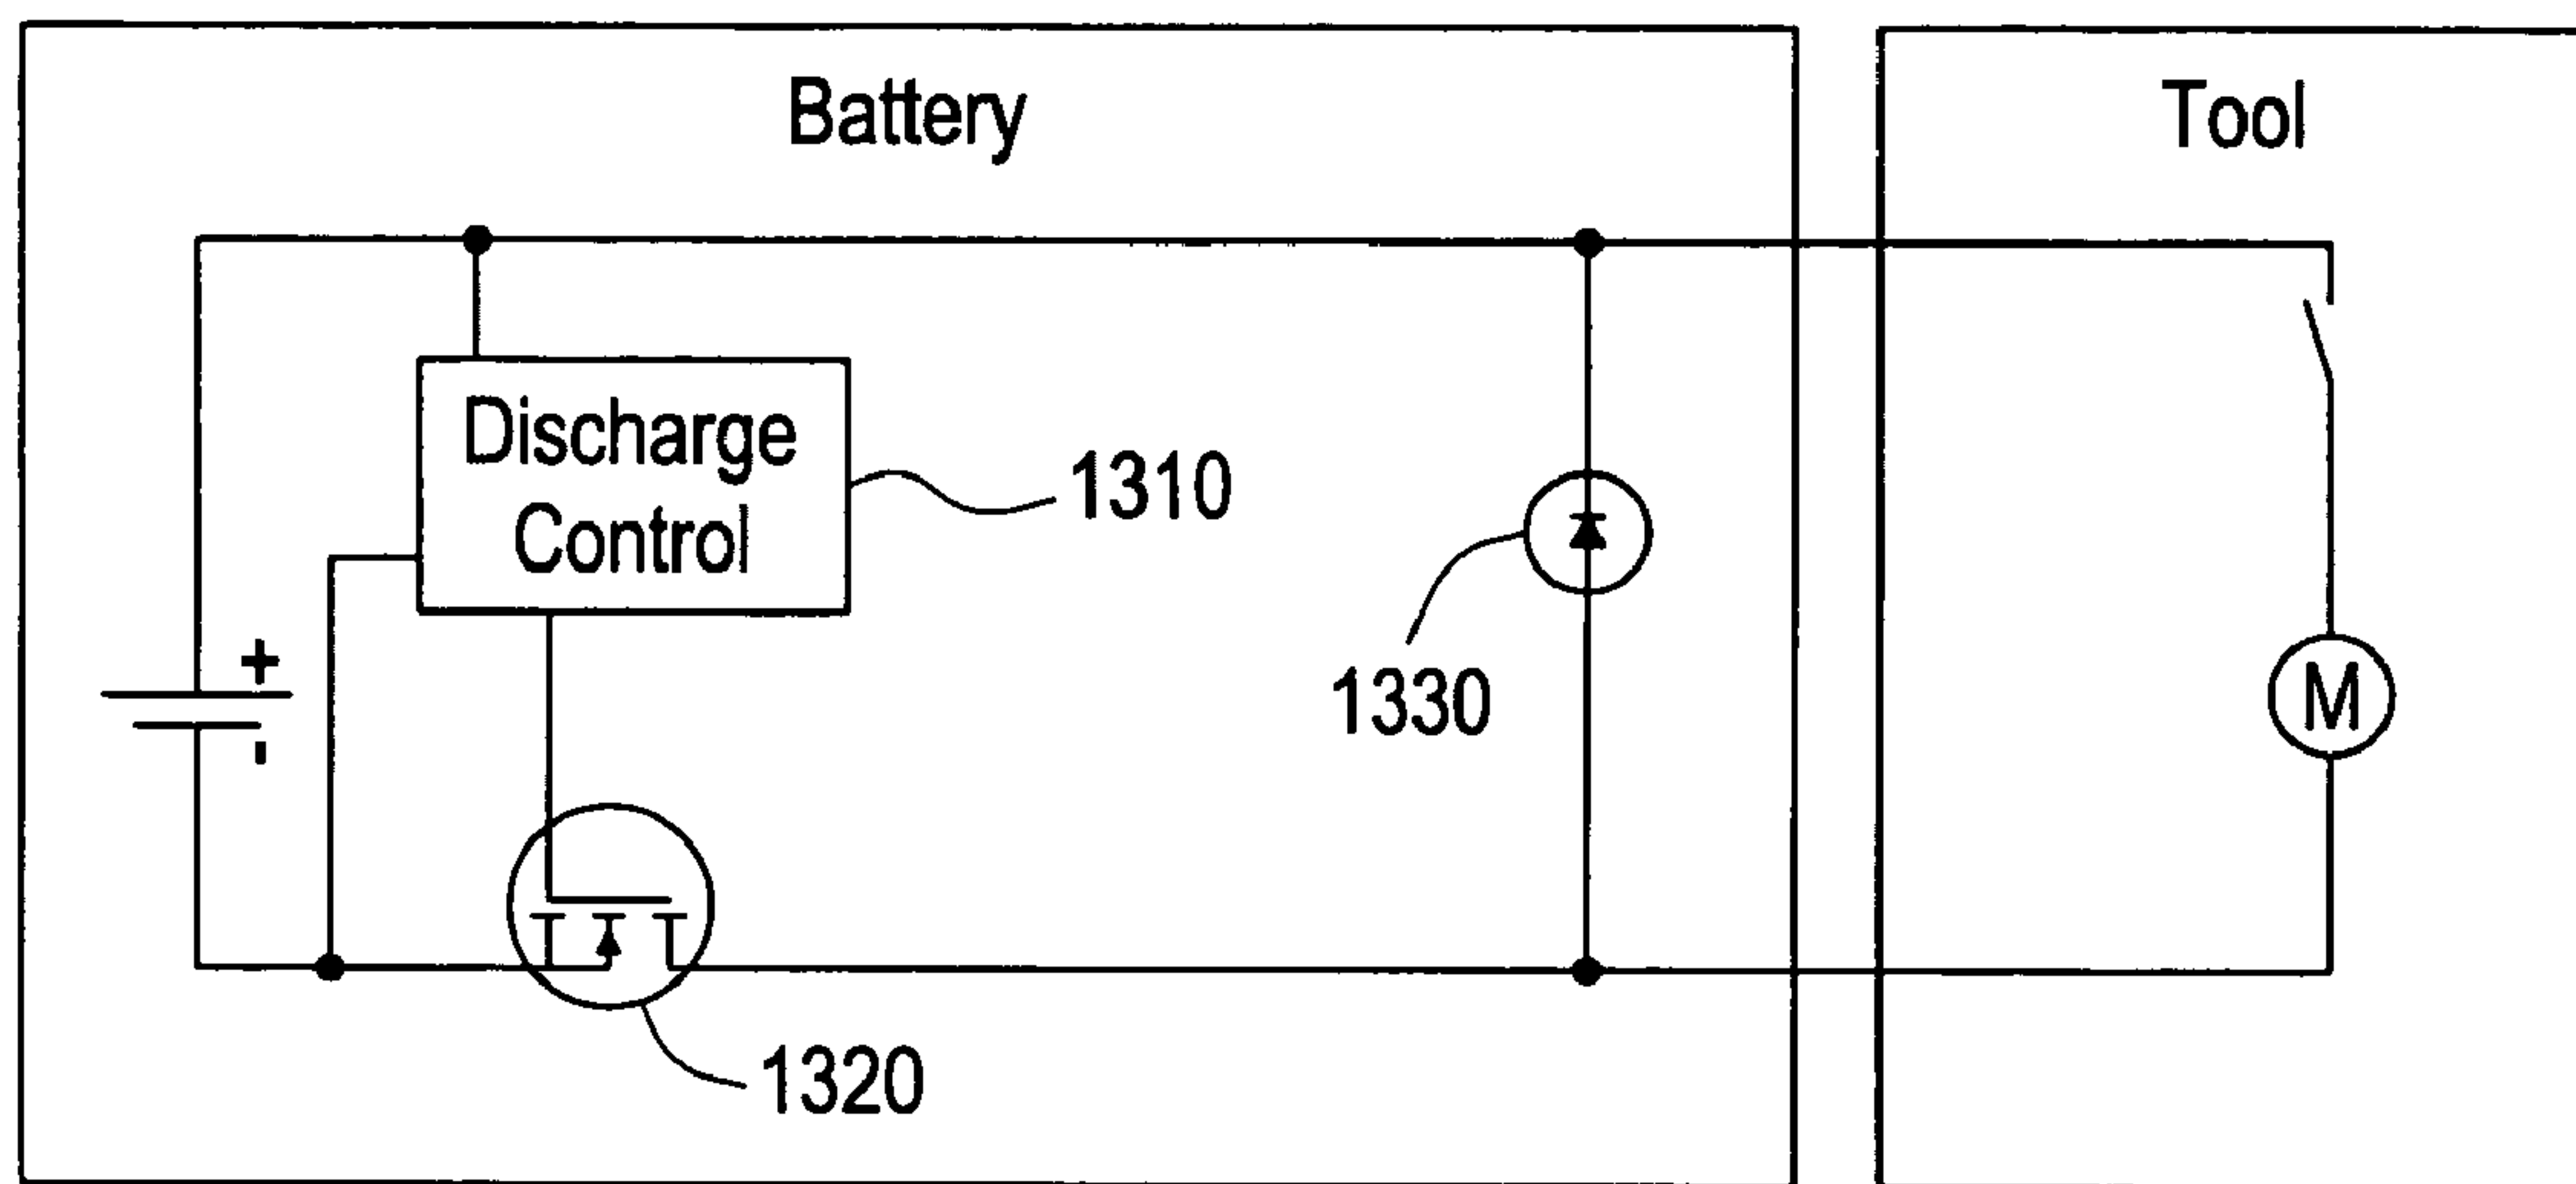 Battery
Tool
Discharge
Control
1310
+
-
1330
M
1320